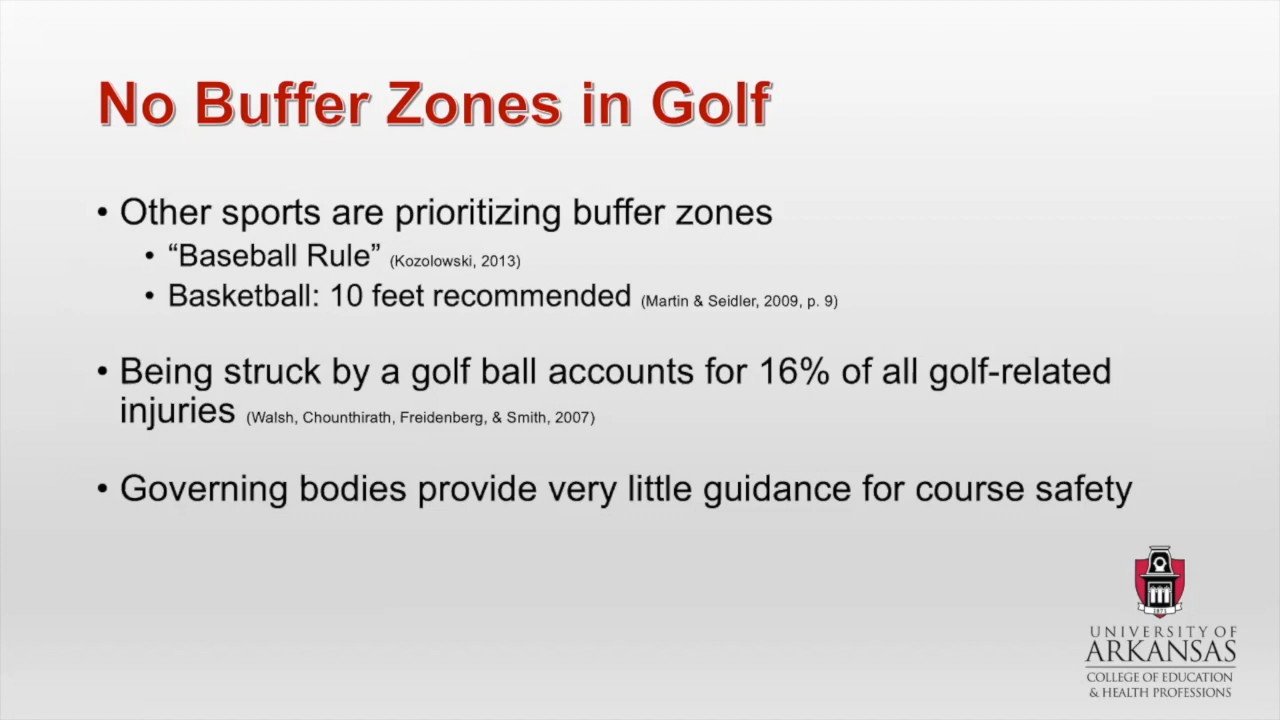 No Buffer Zones in Golf
• Other sports are prioritizing buffer zones
• “Baseball Rule” (Kozolowski, 2013)
• Basketball: 10 feet recommended (Martin & Seidler, 2009, p. 9)
• Being struck by a golf ball accounts for 16% of all golf-related
injuries (Walsh, Chounthirath, Freidenberg, & Smith, 2007)
• Governing bodies provide very little guidance for course safety
1871
UNIVERSITY OF
ARKANSAS
COLLEGE OF EDUCATION
& HEALTH PROFESSIONS